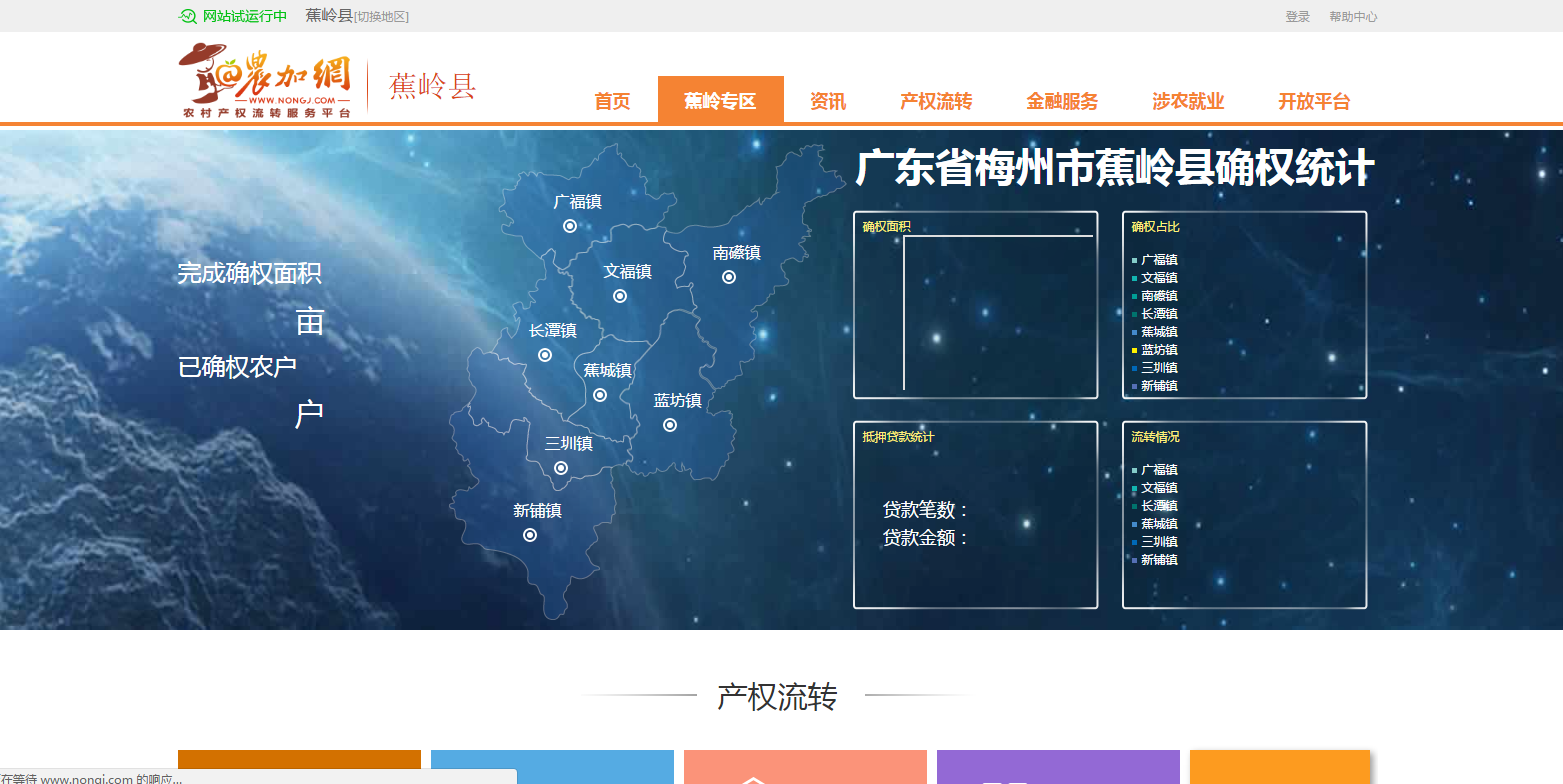 网站试运行中 蕉岭县[切换地区] 登录 帮助中心
@農加網
WWW.NONGJ.COM
农村产权流转服务平台
蕉岭县
首页 蕉岭专区 资讯 产权流转 金融服务 涉农就业 开放平台
广东省梅州市蕉岭县确权统计
完成确权面积
亩
已确权农户
户
广福镇
南礤镇
文福镇
长潭镇
蕉城镇
蓝坊镇
三圳镇
新铺镇
确权面积
确权占比
广福镇
文福镇
南礤镇
长潭镇
蕉城镇
蓝坊镇
三圳镇
新铺镇
抵押贷款统计
贷款笔数：
贷款金额：
流转情况
广福镇
文福镇
长潭镇
蕉城镇
三圳镇
新铺镇
产权流转
在等待 www.nongj.com 的响应...